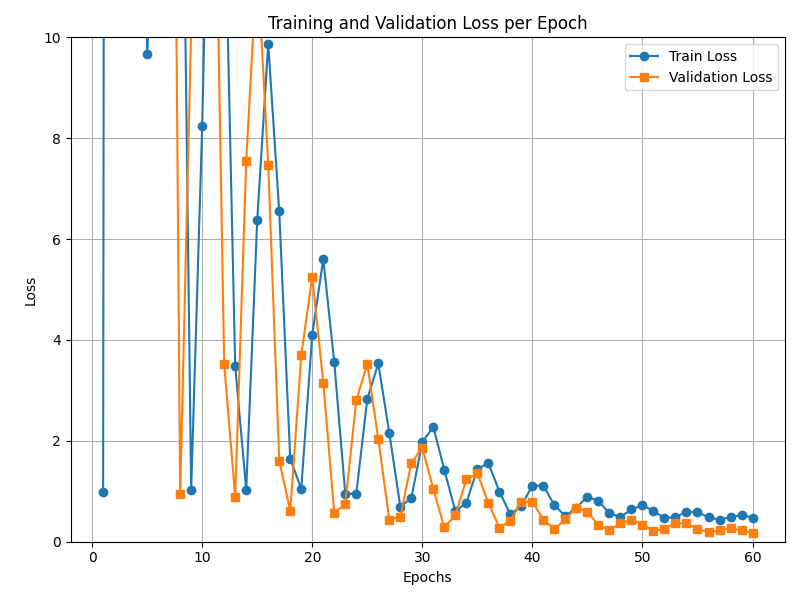 Training and Validation Loss per Epoch
Train Loss
Validation Loss
10
8
6
4
2
0
Loss
0 10 20 30 40 50 60
Epochs